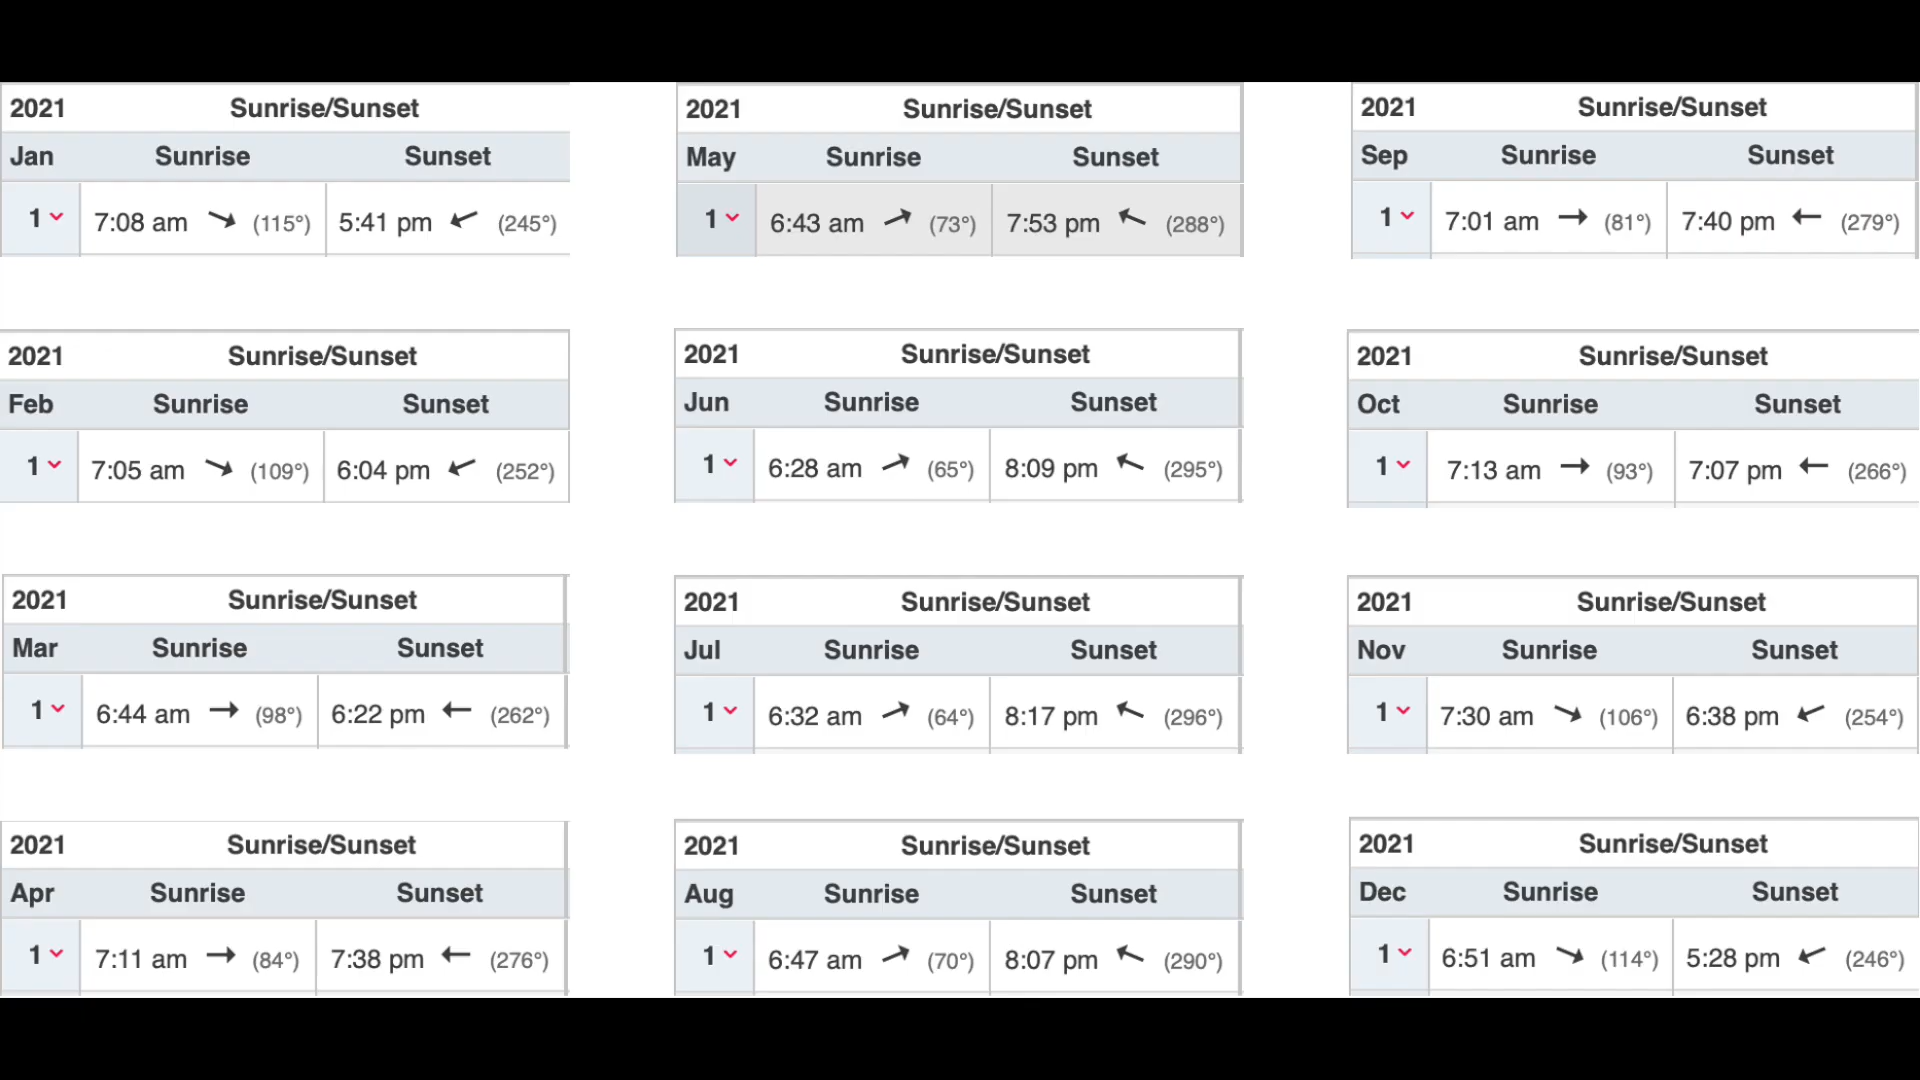 2021 Sunrise/Sunset
Jan Sunrise Sunset
1 7:08 am → (115°) 5:41 pm ← (245°)
2021 Sunrise/Sunset
Feb Sunrise Sunset
1 7:05 am → (109°) 6:04 pm ← (252°)
2021 Sunrise/Sunset
Mar Sunrise Sunset
1 6:44 am → (98°) 6:22 pm ← (262°)
2021 Sunrise/Sunset
Apr Sunrise Sunset
1 7:11 am → (84°) 7:38 pm ← (276°)
2021 Sunrise/Sunset
May Sunrise Sunset
1 6:43 am → (73°) 7:53 pm ← (288°)
2021 Sunrise/Sunset
Jun Sunrise Sunset
1 6:28 am → (65°) 8:09 pm ← (295°)
2021 Sunrise/Sunset
Jul Sunrise Sunset
1 6:32 am → (64°) 8:17 pm ← (296°)
2021 Sunrise/Sunset
Aug Sunrise Sunset
1 6:47 am → (70°) 8:07 pm ← (290°)
2021 Sunrise/Sunset
Sep Sunrise Sunset
1 7:01 am → (81°) 7:40 pm ← (279°)
2021 Sunrise/Sunset
Oct Sunrise Sunset
1 7:13 am → (93°) 7:07 pm ← (266°)
2021 Sunrise/Sunset
Nov Sunrise Sunset
1 7:30 am → (106°) 6:38 pm ← (254°)
2021 Sunrise/Sunset
Dec Sunrise Sunset
1 6:51 am → (114°) 5:28 pm ← (246°)